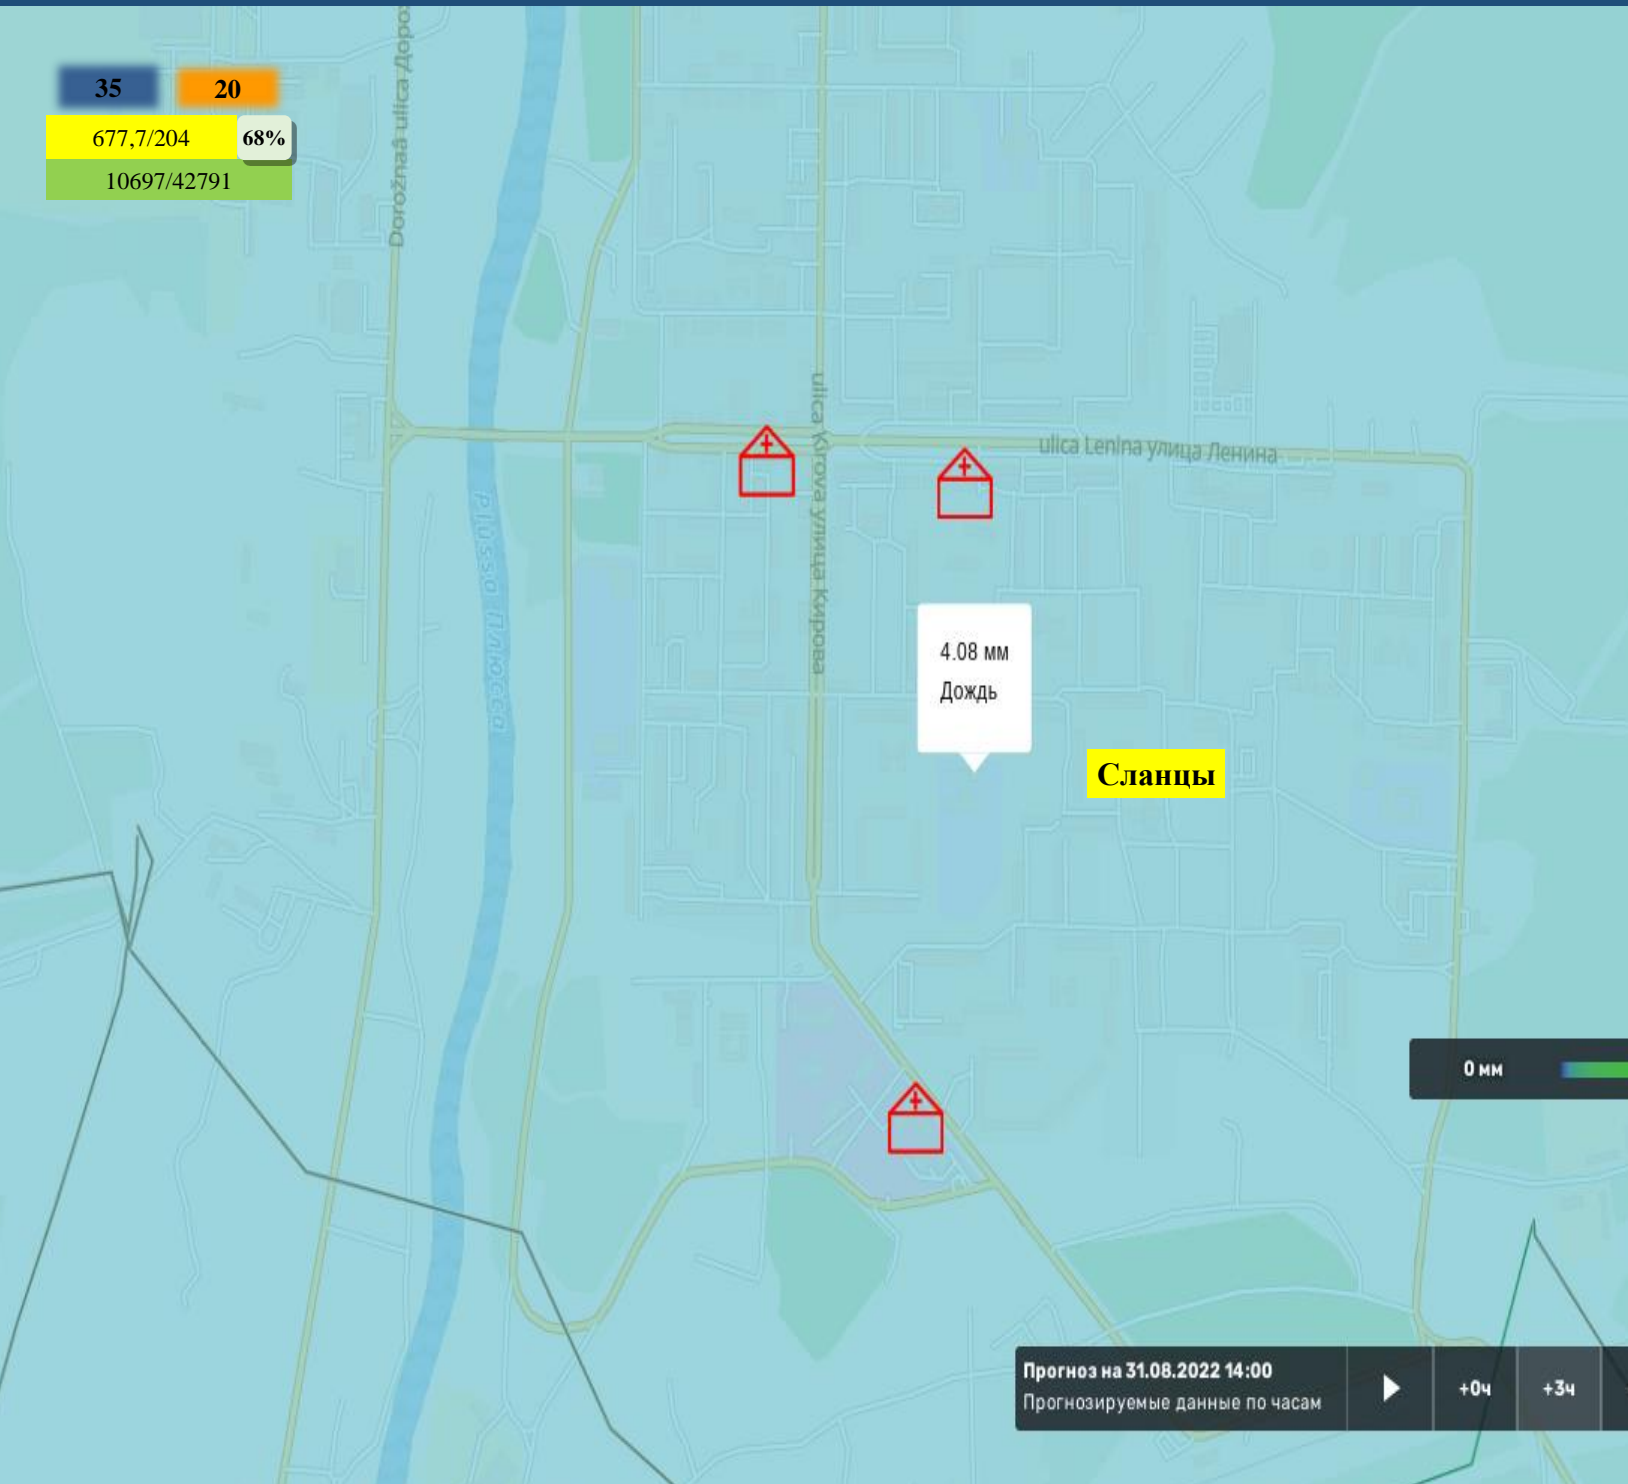 35
20
677,7/204
68%
10697/42791
Dorožnaâ ulica Доро
ulica Kirova улица Кирова
ulica Lenina улица Ленина
Plûssa Плюсса
4.08 мм
Дождь
Сланцы
0 мм
Прогноз на 31.08.2022 14:00
Прогнозируемые данные по часам
+0ч
+3ч